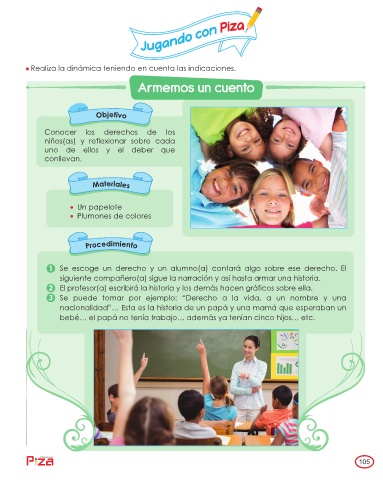 Jugando con Piza
Realiza la dinámica teniendo en cuenta las indicaciones.
Armemos un cuento
Objetivo
Conocer los derechos de los
niños(as) y reflexionar sobre cada
uno de ellos y el deber que
conllevan.
Materiales
• Un papelote
• Plumones de colores
Procedimiento
1 Se escoge un derecho y un alumno(a) contará algo sobre ese derecho. El
siguiente compañero(a) sigue la narración y así hasta armar una historia.
2 El profesor(a) escribirá la historia y los demás hacen gráficos sobre ella.
3 Se puede tomar por ejemplo: “Derecho a la vida, a un nombre y una
nacionalidad”... Esta es la historia de un papá y una mamá que esperaban un
bebé... el papá no tenía trabajo... además ya tenían cinco hijos... etc.
Piza
105